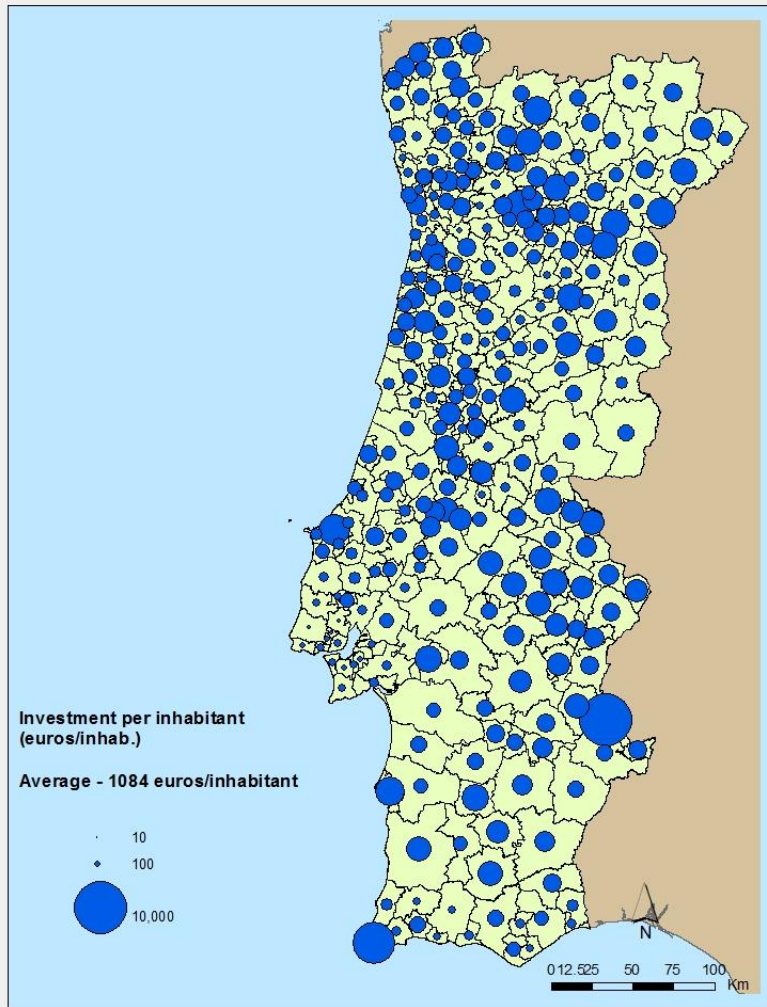 Investment per inhabitant
(euros/inhab.)
Average - 1084 euros/inhabitant
10
100
10,000
N
0 12.5 25 50 75 100
Km